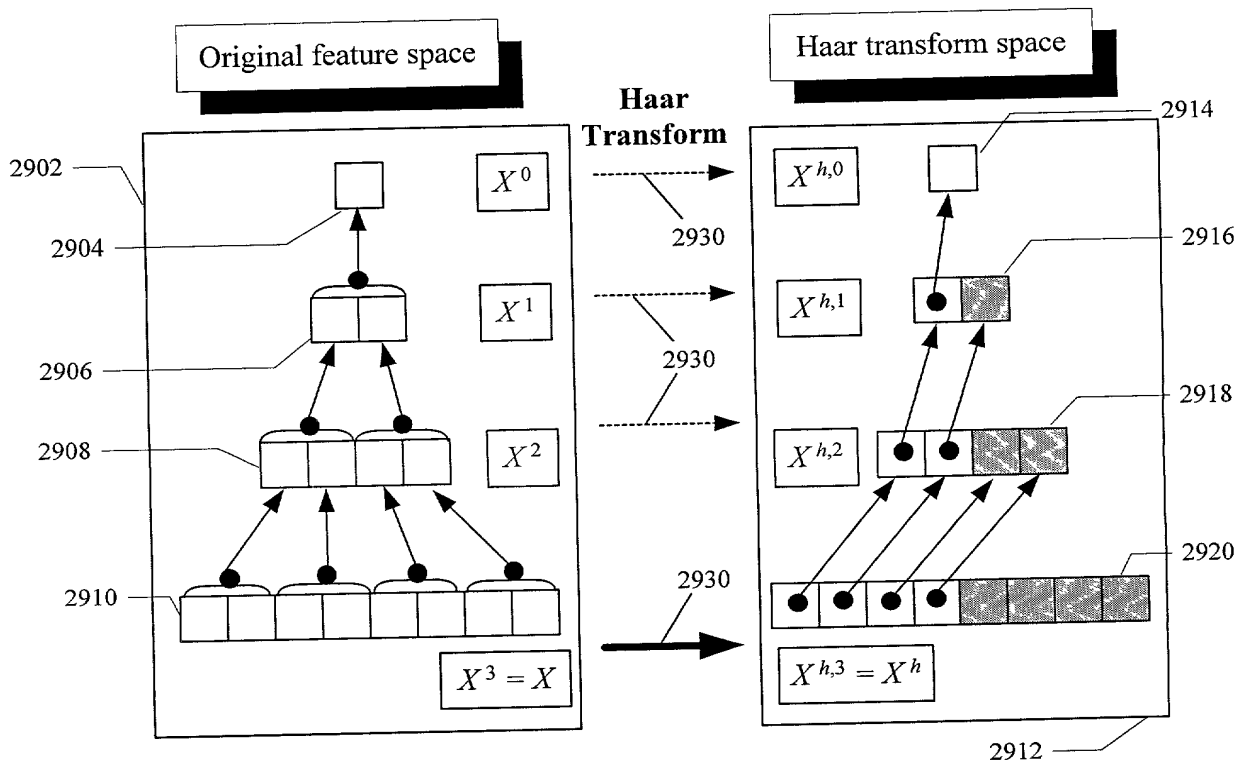 Original feature space
Haar transform space
Haar
Transform
2914
2902
X^0
X^{h,0}
2904
2930
2916
X^1
X^{h,1}
2906
2930
2918
2908
X^2
X^{h,2}
2920
2930
2910
X^3 = X
X^{h,3} = X^h
2912